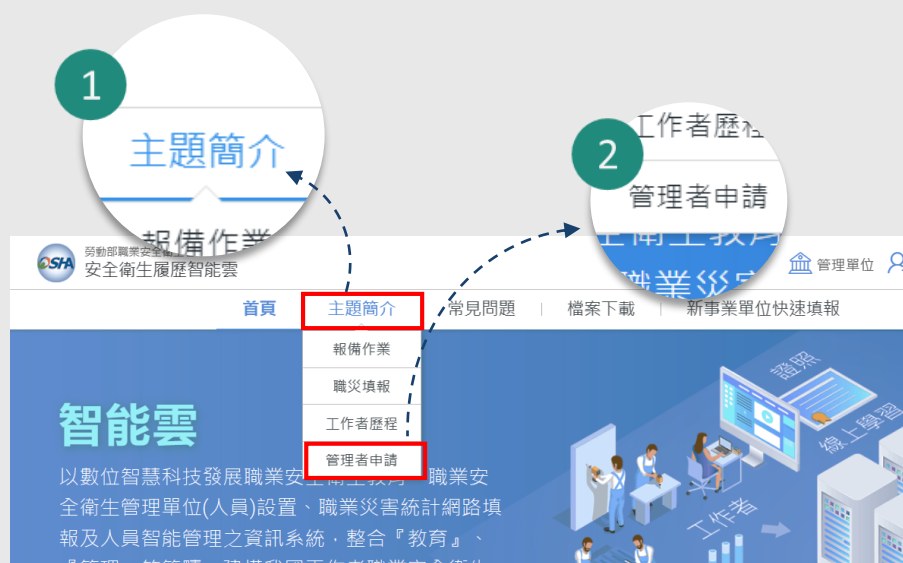 1
主題簡介
報備作業
2
工作者歷程
管理者申請
職業災害
OSHA
勞動部職業安全衛生
安全衛生履歷智能雲
管理單位
首頁
主題簡介
常見問題
檔案下載
新事業單位快速填報
報備作業
職災填報
工作者歷程
管理者申請
智能雲
以數位智慧科技發展職業安全衛生教育、職業安
全衛生管理單位(人員)設置、職業災害統計網路填
報及人員智能管理之資訊系統，整合『教育』、
證照
線上學習
工作者